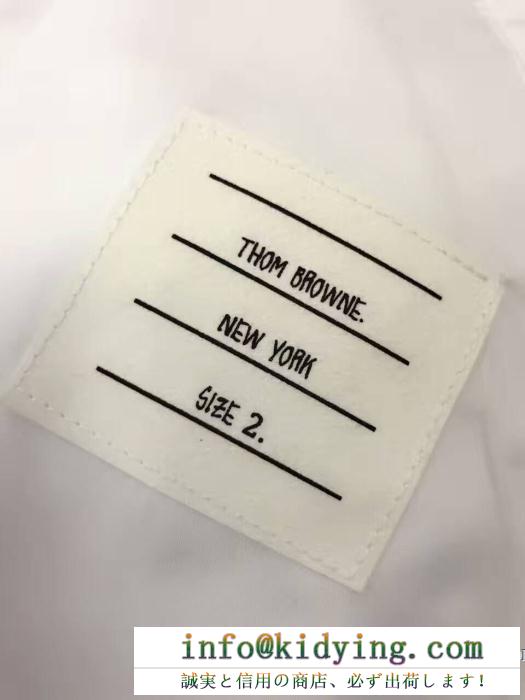 THOM BROWNE.
NEW YORK
SIZE 2.
info@kidying.com
誠実と信用の商店、必ず出荷します!